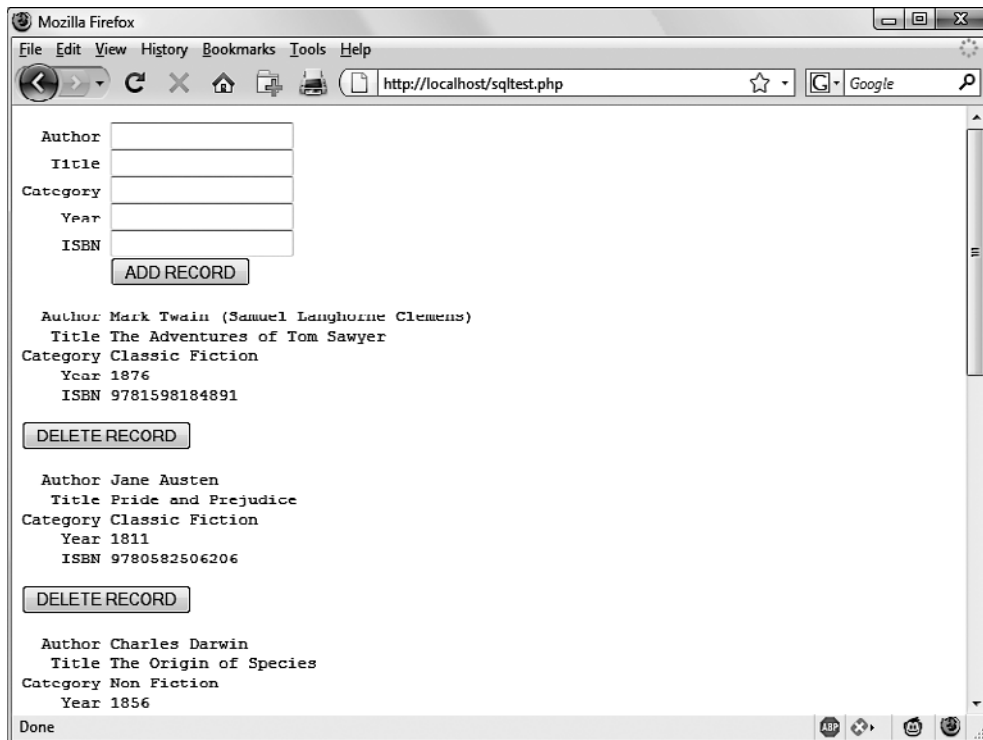 Mozilla Firefox
File Edit View History Bookmarks Tools Help
http://localhost/sqltest.php
G Google
Author
Title
Category
Year
ISBN
ADD RECORD
Author Mark Twain (Samuel Langhorne Clemens)
Title The Adventures of Tom Sawyer
Category Classic Fiction
Year 1876
ISBN 9781598184891
DELETE RECORD
Author Jane Austen
Title Pride and Prejudice
Category Classic Fiction
Year 1811
ISBN 9780582506206
DELETE RECORD
Author Charles Darwin
Title The Origin of Species
Category Non Fiction
Year 1856
Done
ABP